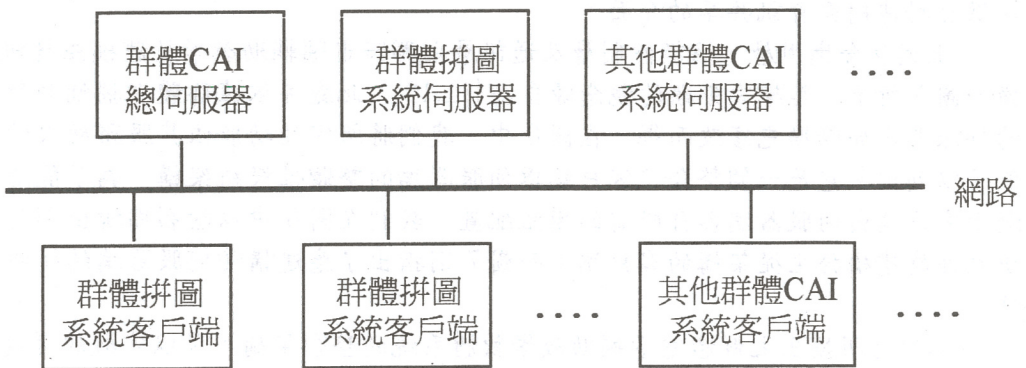 群體CAI
總伺服器
群體拼圖
系統伺服器
其他群體CAI
系統伺服器
....
網路
群體拼圖
系統客戶端
群體拼圖
系統客戶端
....
其他群體CAI
系統客戶端
....